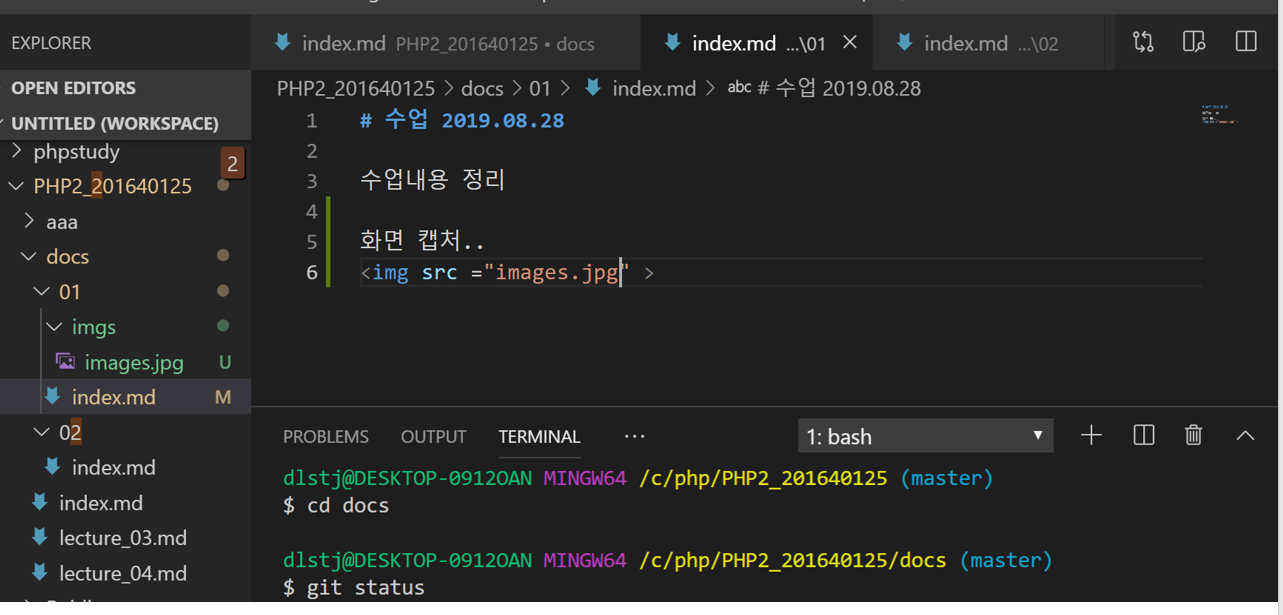 EXPLORER
OPEN EDITORS
UNTITLED (WORKSPACE)
phpstudy
2
PHP2_201640125
aaa
docs
01
imgs
images.jpg U
index.md M
02
index.md
index.md
lecture_03.md
lecture_04.md
index.md PHP2_201640125 • docs
index.md ...\01
index.md ...\02
PHP2_201640125 > docs > 01 > index.md > abc # 수업 2019.08.28
1 # 수업 2019.08.28
2
3 수업내용 정리
4
5 화면 캡처..
6 <img src ="images.jpg" >
PROBLEMS OUTPUT TERMINAL ··· 1: bash
dlstj@DESKTOP-0912OAN MINGW64 /c/php/PHP2_201640125 (master)
$ cd docs
dlstj@DESKTOP-0912OAN MINGW64 /c/php/PHP2_201640125/docs (master)
$ git status